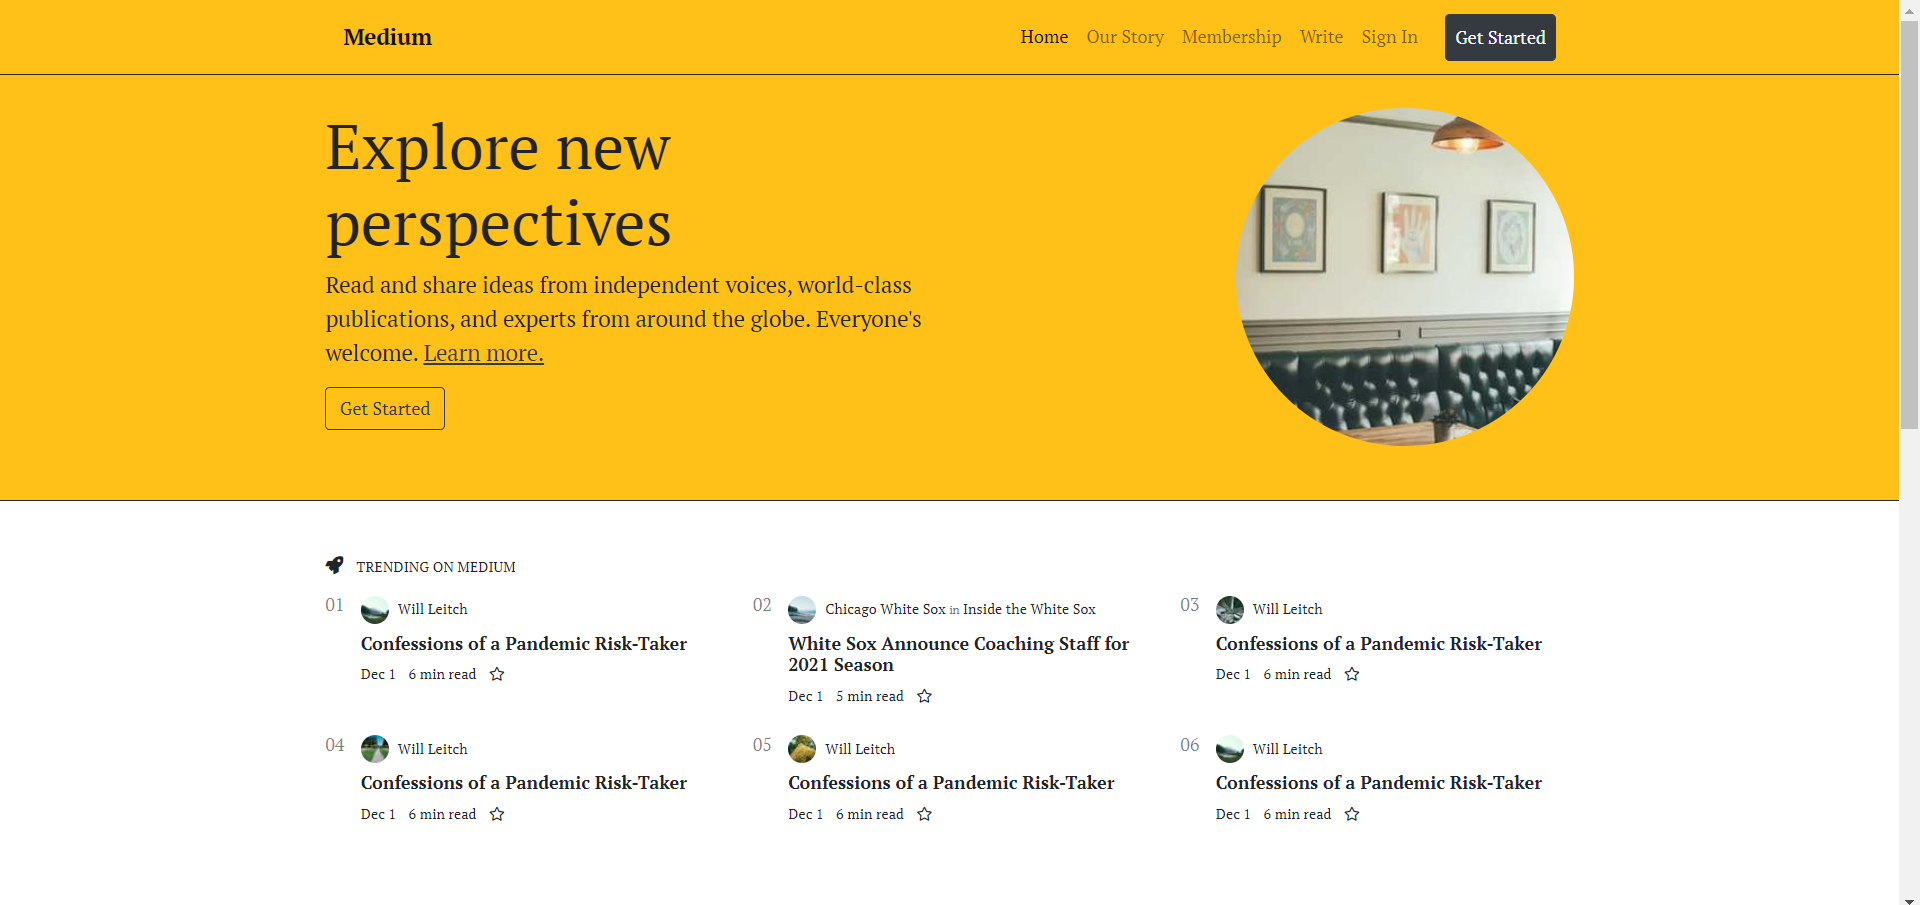 Medium
Home Our Story Membership Write Sign In Get Started
Explore new
perspectives
Read and share ideas from independent voices, world-class
publications, and experts from around the globe. Everyone's
welcome. Learn more.
Get Started
TRENDING ON MEDIUM
01 Will Leitch
Confessions of a Pandemic Risk-Taker
Dec 1 6 min read
02 Chicago White Sox in Inside the White Sox
White Sox Announce Coaching Staff for
2021 Season
Dec 1 5 min read
03 Will Leitch
Confessions of a Pandemic Risk-Taker
Dec 1 6 min read
04 Will Leitch
Confessions of a Pandemic Risk-Taker
Dec 1 6 min read
05 Will Leitch
Confessions of a Pandemic Risk-Taker
Dec 1 6 min read
06 Will Leitch
Confessions of a Pandemic Risk-Taker
Dec 1 6 min read